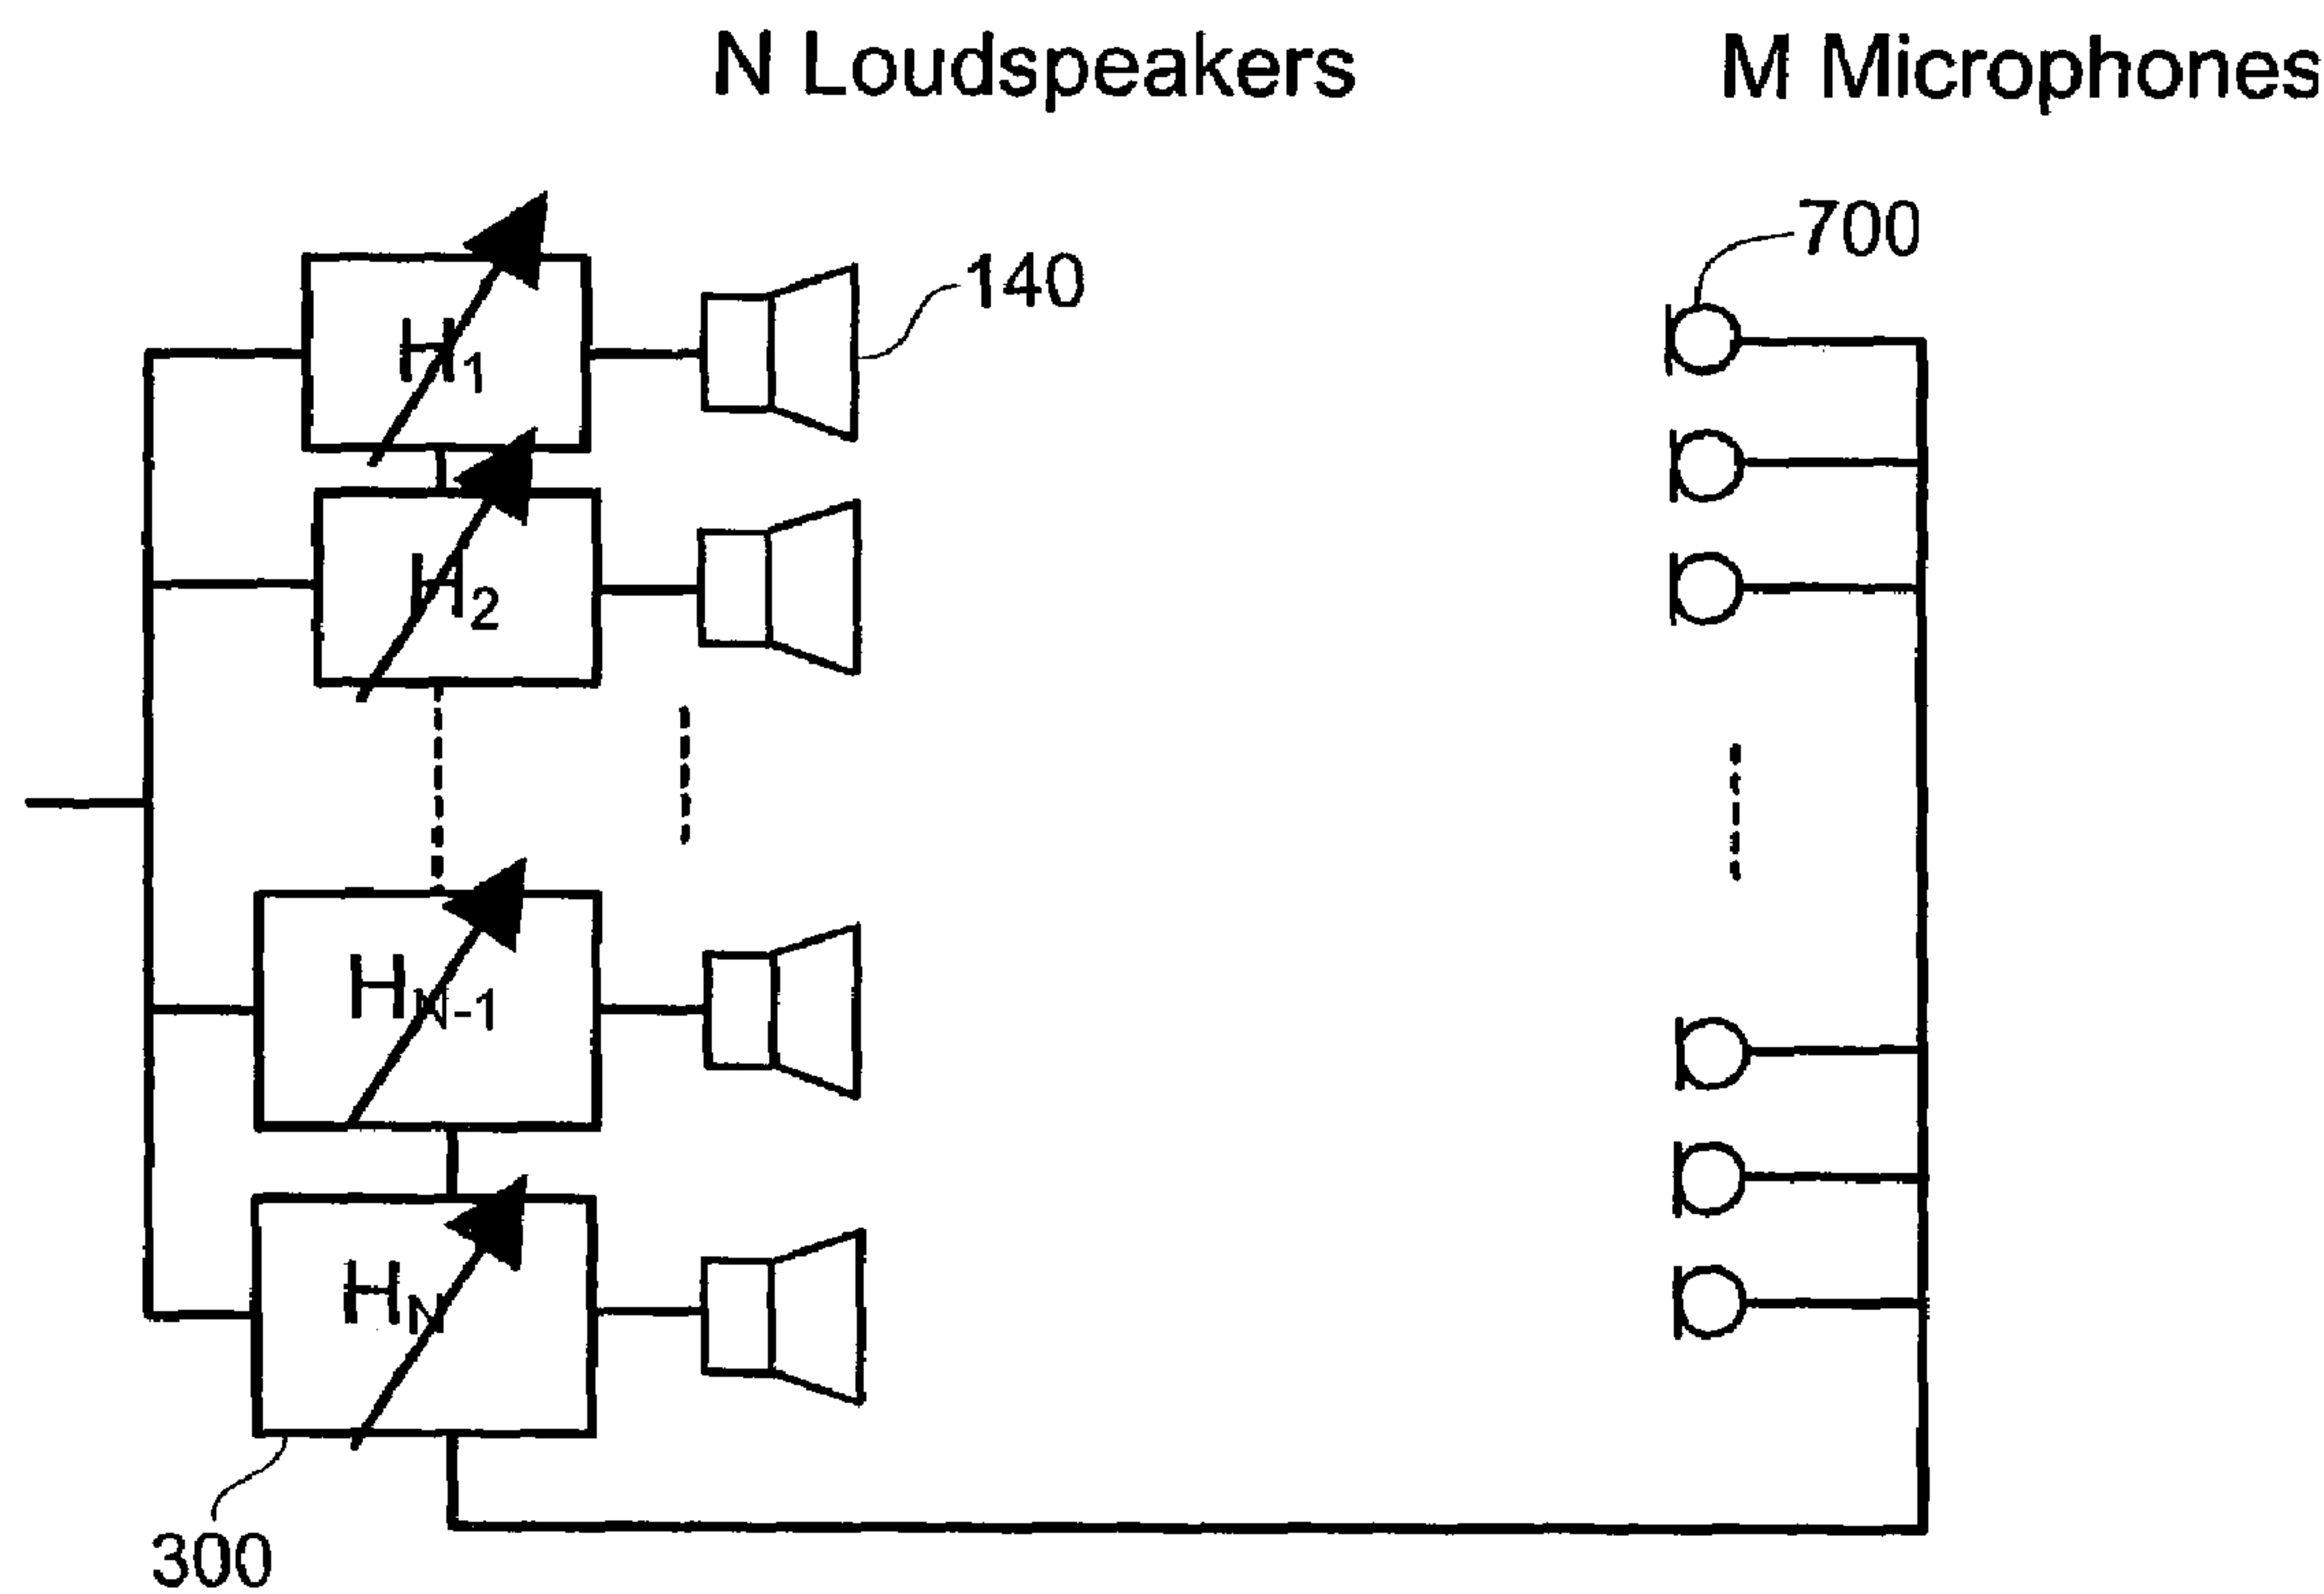 N Loudspeakers
M Microphones
700
140
H1
H2
HN-1
HN
300